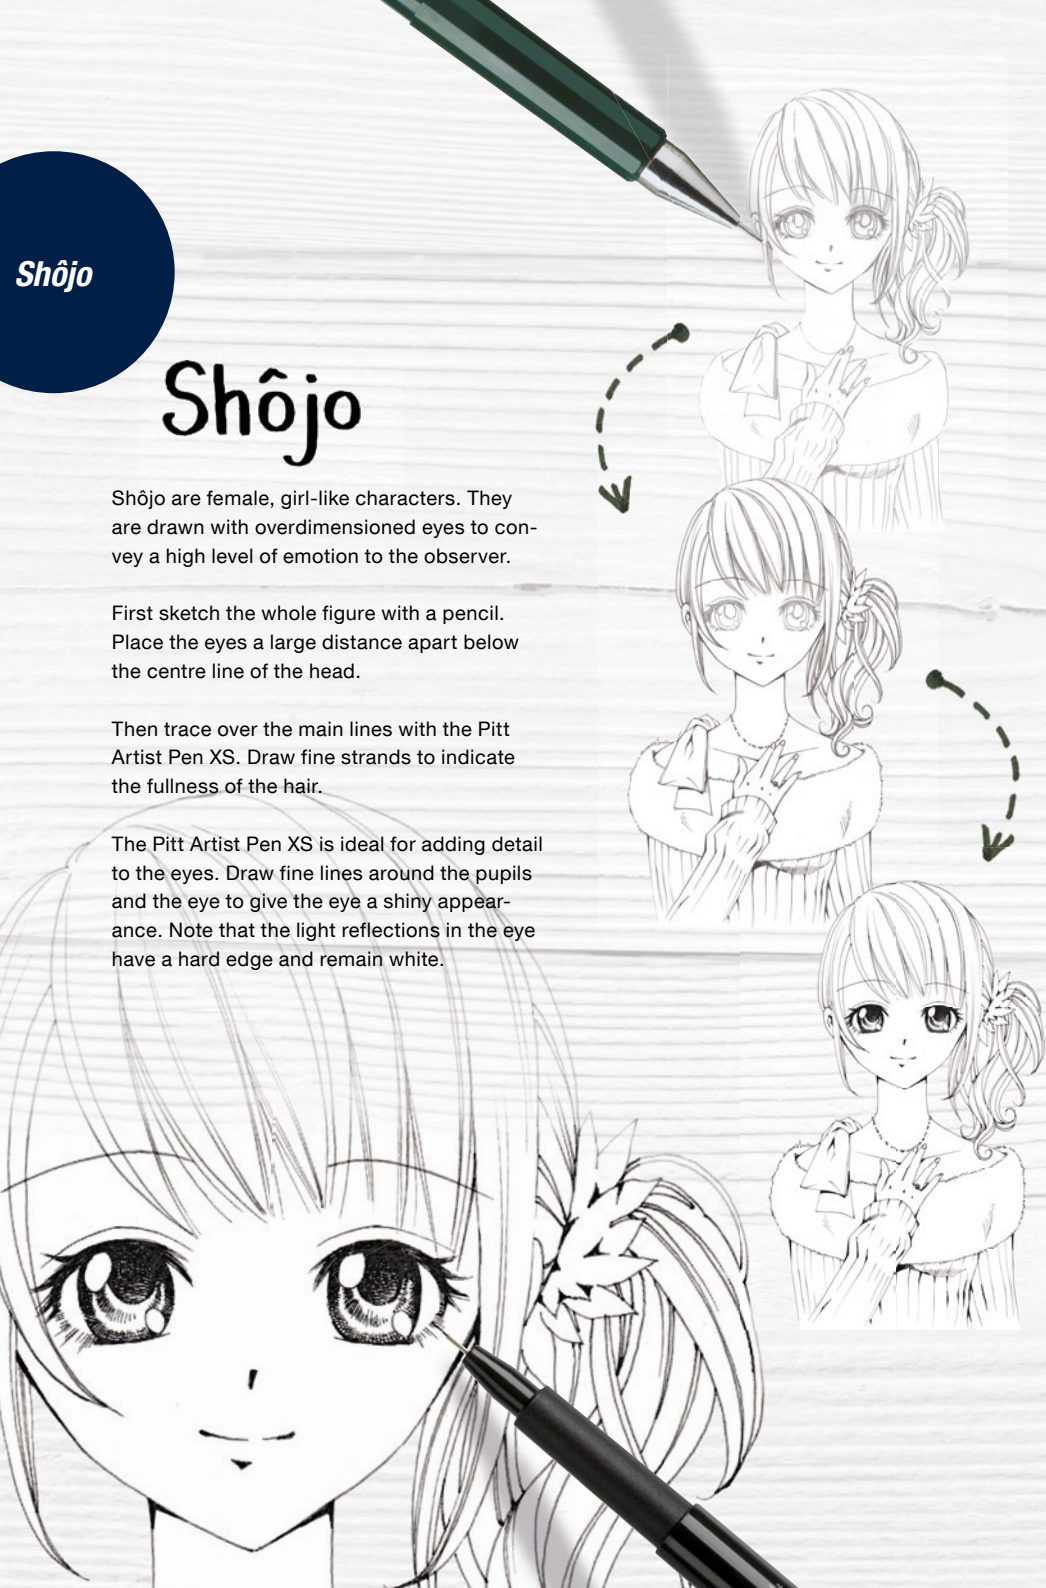 Shôjo
Shôjo
Shôjo are female, girl-like characters. They
are drawn with overdimensioned eyes to con-
vey a high level of emotion to the observer.
First sketch the whole figure with a pencil.
Place the eyes a large distance apart below
the centre line of the head.
Then trace over the main lines with the Pitt
Artist Pen XS. Draw fine strands to indicate
the fullness of the hair.
The Pitt Artist Pen XS is ideal for adding detail
to the eyes. Draw fine lines around the pupils
and the eye to give the eye a shiny appear-
ance. Note that the light reflections in the eye
have a hard edge and remain white.